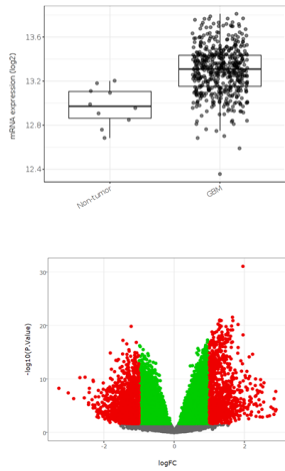 13.6
13.2
12.8
12.4
mRNA expression (log2)
Non-tumor
GBM
30
20
10
0
-log10(P.Value)
-2
0
2
logFC